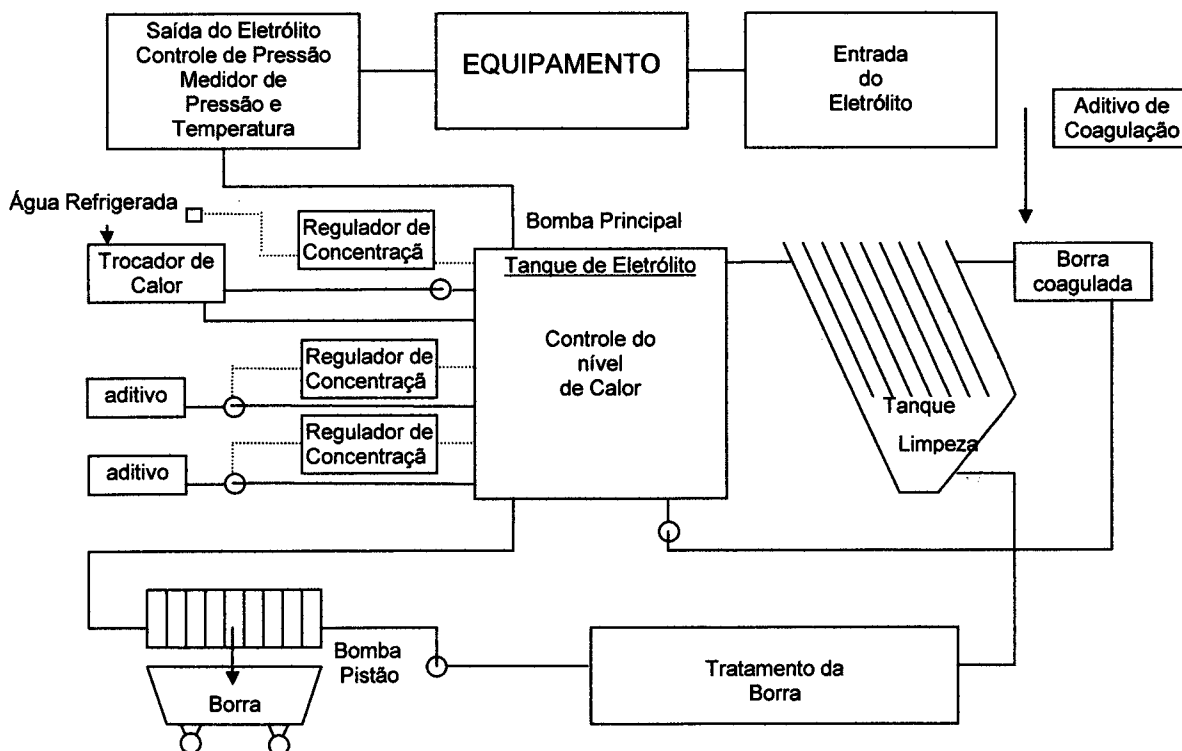 Saída do Eletrólito
Controle de Pressão
Medidor de
Pressão e
Temperatura
EQUIPAMENTO
Entrada
do
Eletrólito
Aditivo de
Coagulação
Água Refrigerada
Regulador de
Concentraçã
Bomba Principal
Trocador de
Calor
Tanque de Eletrólito
Borra
coagulada
Controle do
nível
de Calor
Regulador de
Concentraçã
aditivo
Regulador de
Concentraçã
aditivo
Tanque
Limpeza
Bomba
Pistão
Borra
Tratamento da
Borra